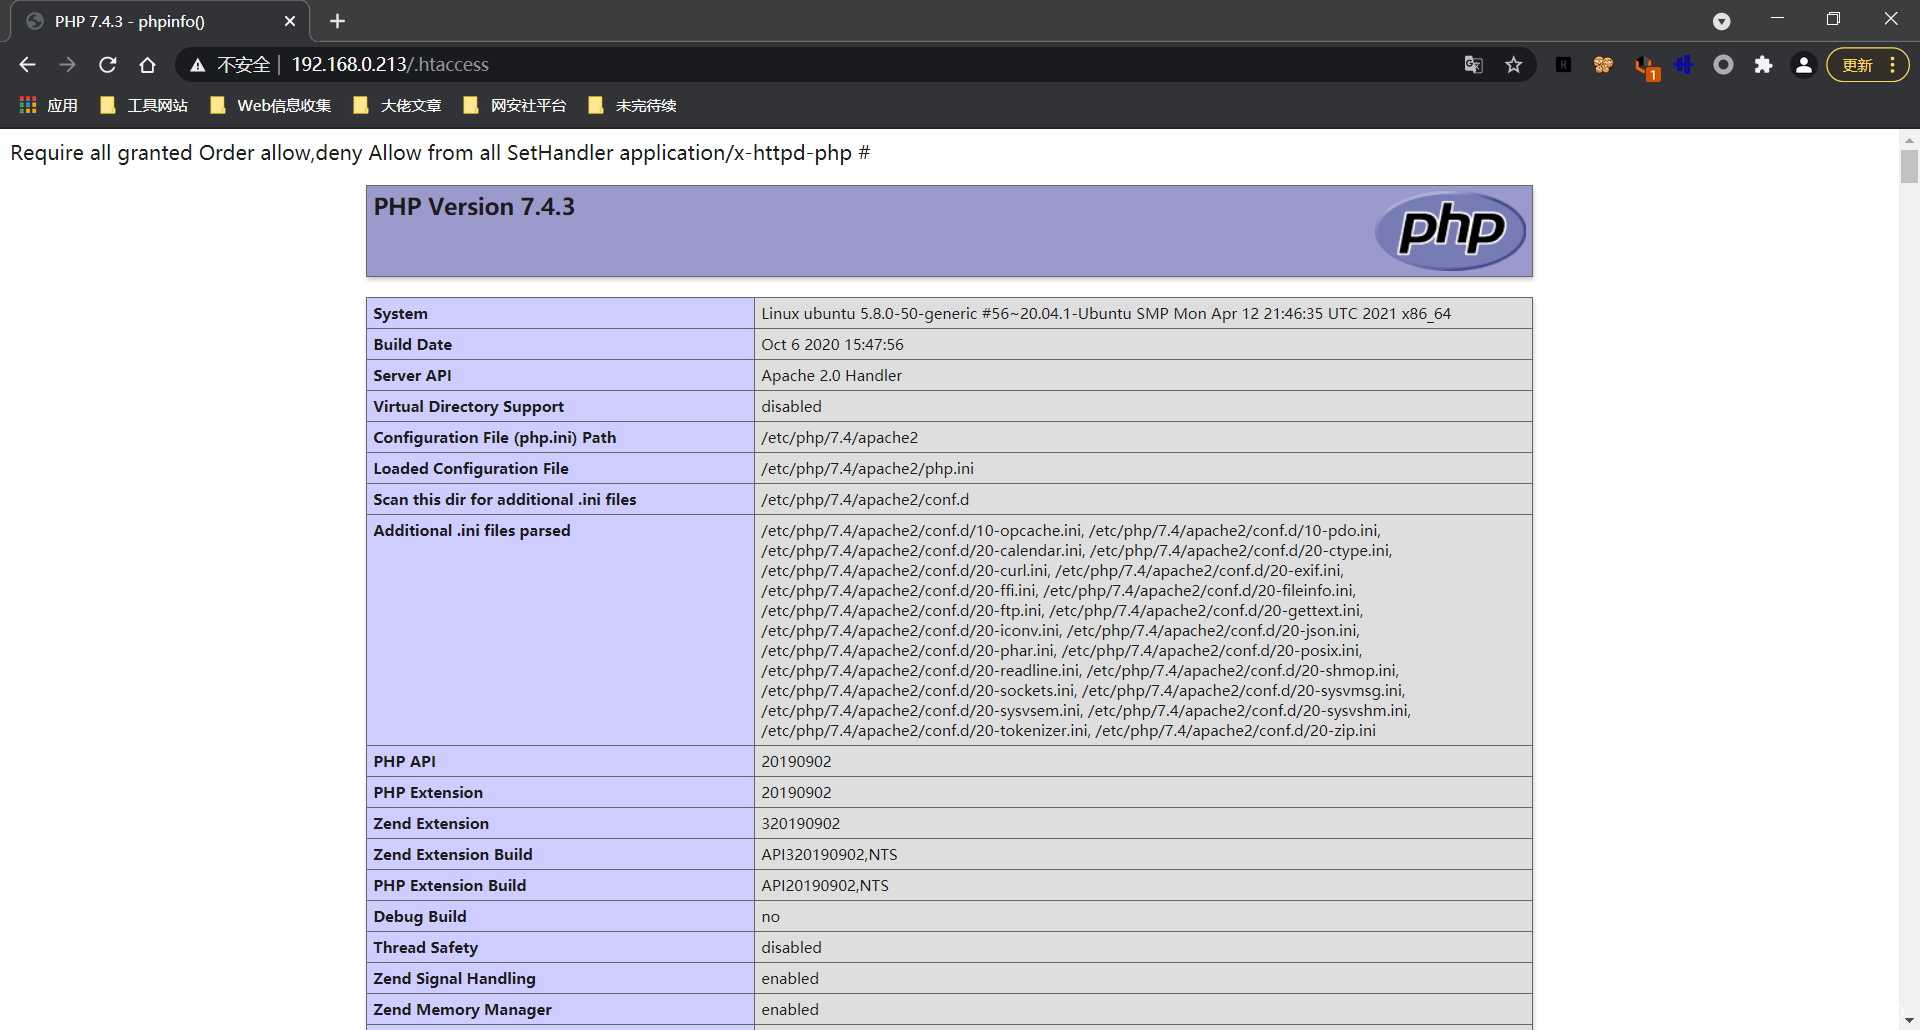 PHP 7.4.3 - phpinfo()
不安全 192.168.0.213/.htaccess
H
1
更新
应用 工具网站 Web信息收集 大佬文章 网安社平台 未完待续
Require all granted Order allow,deny Allow from all SetHandler application/x-httpd-php #
PHP Version 7.4.3
php
System Linux ubuntu 5.8.0-50-generic #56~20.04.1-Ubuntu SMP Mon Apr 12 21:46:35 UTC 2021 x86_64
Build Date Oct 6 2020 15:47:56
Server API Apache 2.0 Handler
Virtual Directory Support disabled
Configuration File (php.ini) Path /etc/php/7.4/apache2
Loaded Configuration File /etc/php/7.4/apache2/php.ini
Scan this dir for additional .ini files /etc/php/7.4/apache2/conf.d
Additional .ini files parsed /etc/php/7.4/apache2/conf.d/10-opcache.ini, /etc/php/7.4/apache2/conf.d/10-pdo.ini,
/etc/php/7.4/apache2/conf.d/20-calendar.ini, /etc/php/7.4/apache2/conf.d/20-ctype.ini,
/etc/php/7.4/apache2/conf.d/20-curl.ini, /etc/php/7.4/apache2/conf.d/20-exif.ini,
/etc/php/7.4/apache2/conf.d/20-ffi.ini, /etc/php/7.4/apache2/conf.d/20-fileinfo.ini,
/etc/php/7.4/apache2/conf.d/20-ftp.ini, /etc/php/7.4/apache2/conf.d/20-gettext.ini,
/etc/php/7.4/apache2/conf.d/20-iconv.ini, /etc/php/7.4/apache2/conf.d/20-json.ini,
/etc/php/7.4/apache2/conf.d/20-phar.ini, /etc/php/7.4/apache2/conf.d/20-posix.ini,
/etc/php/7.4/apache2/conf.d/20-readline.ini, /etc/php/7.4/apache2/conf.d/20-shmop.ini,
/etc/php/7.4/apache2/conf.d/20-sockets.ini, /etc/php/7.4/apache2/conf.d/20-sysvmsg.ini,
/etc/php/7.4/apache2/conf.d/20-sysvsem.ini, /etc/php/7.4/apache2/conf.d/20-sysvshm.ini,
/etc/php/7.4/apache2/conf.d/20-tokenizer.ini, /etc/php/7.4/apache2/conf.d/20-zip.ini
PHP API 20190902
PHP Extension 20190902
Zend Extension 320190902
Zend Extension Build API320190902,NTS
PHP Extension Build API20190902,NTS
Debug Build no
Thread Safety disabled
Zend Signal Handling enabled
Zend Memory Manager enabled